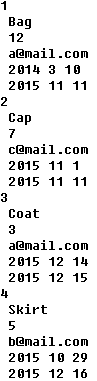 1
Bag
12
a@mail.com
2014 3 10
2015 11 11
2
Cap
7
c@mail.com
2015 11 1
2015 11 11
3
Coat
3
a@mail.com
2015 12 14
2015 12 15
4
Skirt
5
b@mail.com
2015 10 29
2015 12 16